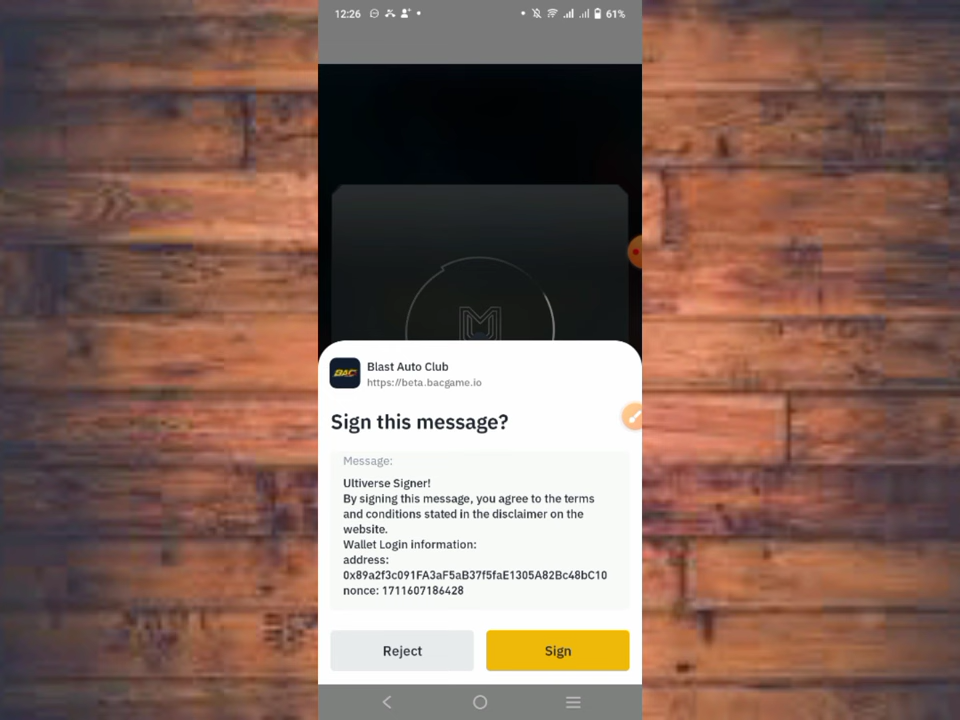 12:26
61%
BAC
Blast Auto Club
https://beta.bacgame.io
Sign this message?
Message:
Ultiverse Signer!
By signing this message, you agree to the terms
and conditions stated in the disclaimer on the
website.
Wallet Login information:
address:
0x89a2f3c091FA3aF5aB37f5faE1305A82Bc48bC10
nonce: 1711607186428
Reject
Sign